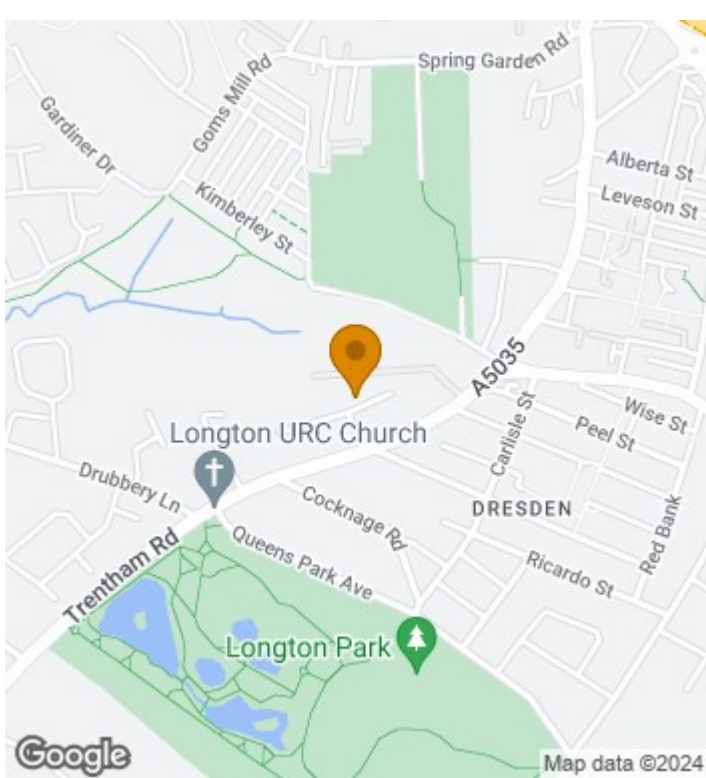 Spring Garden Rd
Goms Mill Rd
Gardiner Dr
Alberta St
Leveson St
Kimberley St
A5035
Carlisle St
Wise St
Peel St
Longton URC Church
Drubbery Ln
Cocknage Rd
DRESDEN
Red Bank
Trentham Rd
Queens Park Ave
Ricardo St
Longton Park
Google
Map data ©2024